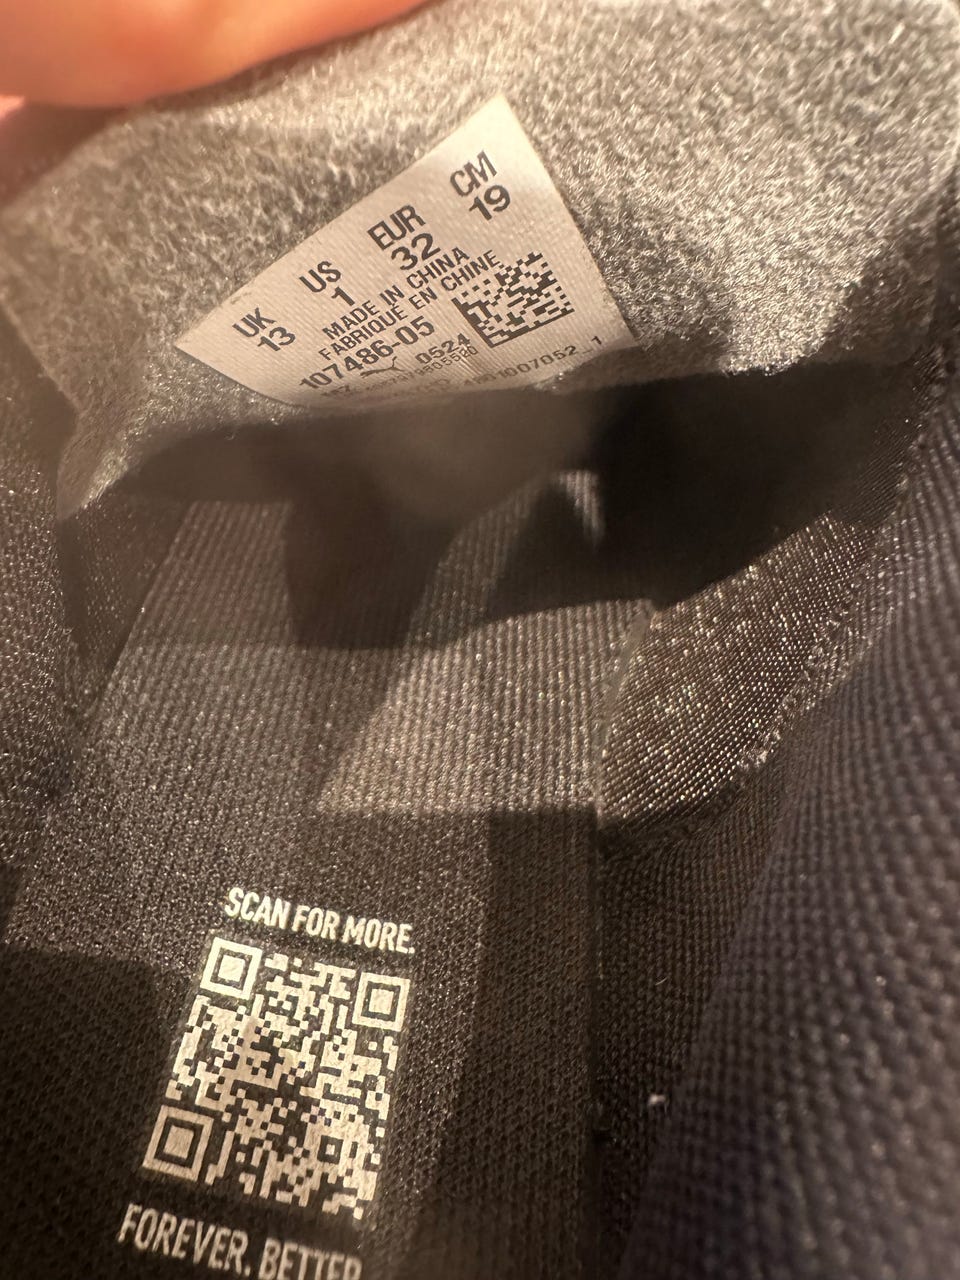 UK US EUR CM
13 1 32 19
MADE IN CHINA
FABRIQUÉ EN CHINE
107486-05
0524
SCAN FOR MORE.
FOREVER. BETTER